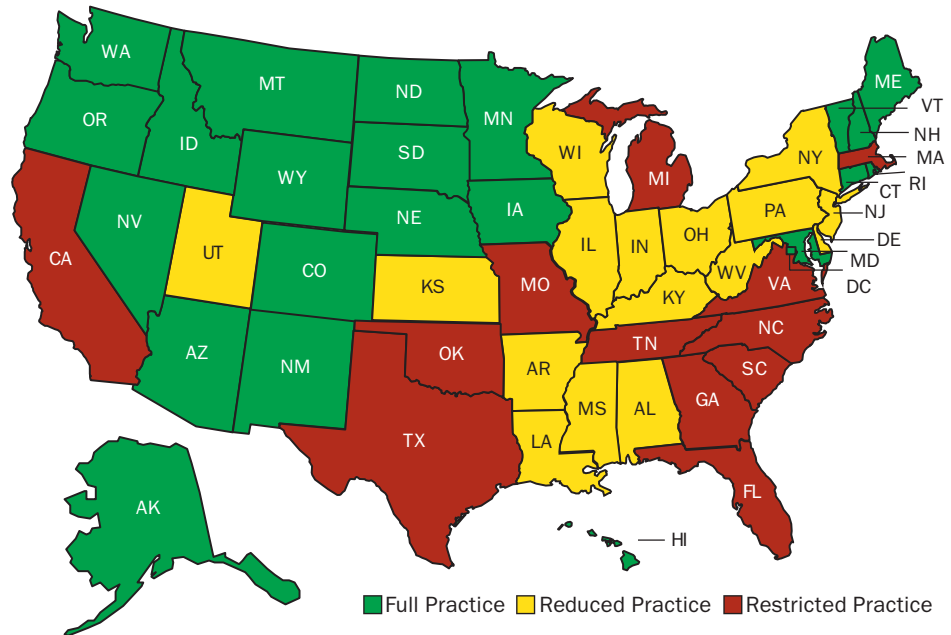 WA
MT
ND
MN
ME
VT
OR
ID
SD
WI
NY
NH
MA
WY
MI
RI
CT
NE
IA
PA
NJ
NV
IL
IN
OH
DE
UT
CO
WV
MD
CA
KS
MO
KY
VA
DC
NC
TN
AZ
NM
OK
AR
SC
MS
AL
GA
TX
LA
FL
AK
HI
Full Practice Reduced Practice Restricted Practice